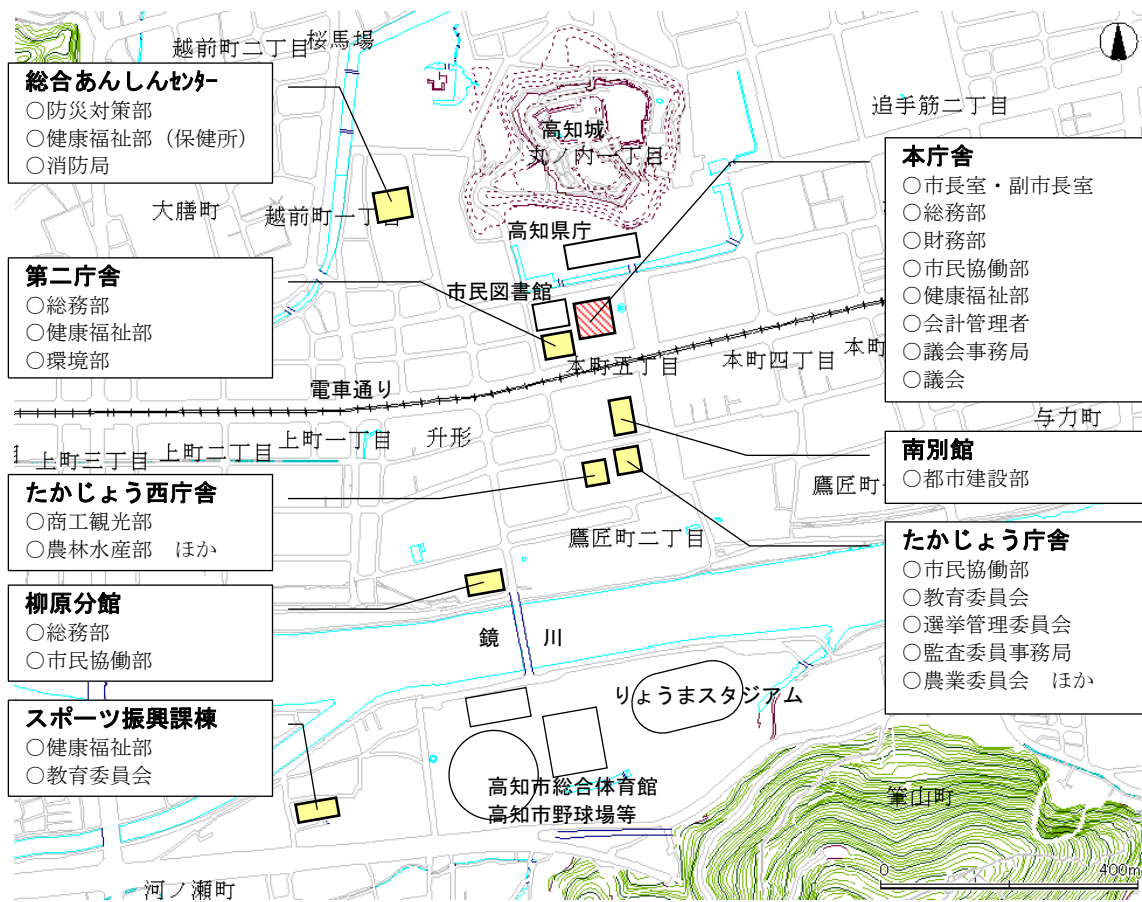 越前町二丁目
桜馬場
総合あんしんセンター
○防災対策部
○健康福祉部（保健所）
○消防局
追手筋二丁目
高知城
丸ノ内一丁目
本庁舎
○市長室・副市長室
○総務部
○財務部
○市民協働部
○健康福祉部
○会計管理者
○議会事務局
○議会
大膳町
越前町一丁目
高知県庁
第二庁舎
○総務部
○健康福祉部
○環境部
市民図書館
本町五丁目
本町四丁目
本町
電車通り
与力町
上町三丁目
上町二丁目
上町一丁目
升形
南別館
○都市建設部
たかじょう西庁舎
○商工観光部
○農林水産部　ほか
鷹匠町
鷹匠町二丁目
たかじょう庁舎
○市民協働部
○教育委員会
○選挙管理委員会
○監査委員事務局
○農業委員会　ほか
柳原分館
○総務部
○市民協働部
鏡　川
りょうまスタジアム
スポーツ振興課棟
○健康福祉部
○教育委員会
高知市総合体育館
高知市野球場等
筆山町
河ノ瀬町
0
400m